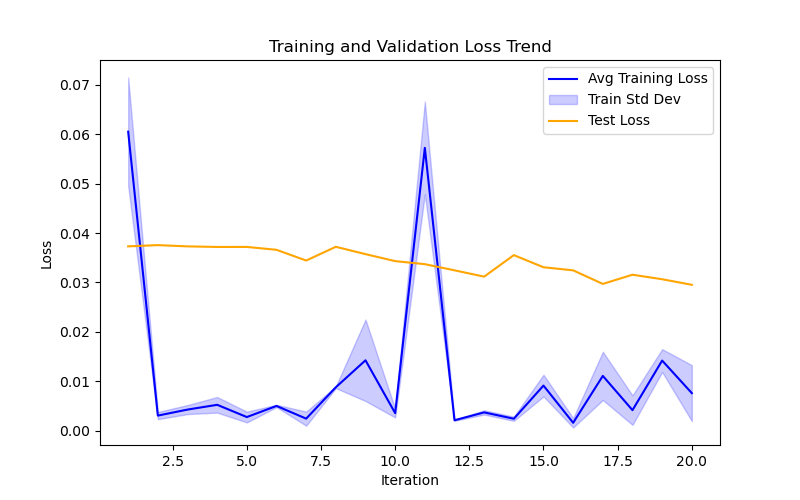 Training and Validation Loss Trend
Avg Training Loss
Train Std Dev
Test Loss
Loss
0.07
0.06
0.05
0.04
0.03
0.02
0.01
0.00
2.5 5.0 7.5 10.0 12.5 15.0 17.5 20.0
Iteration